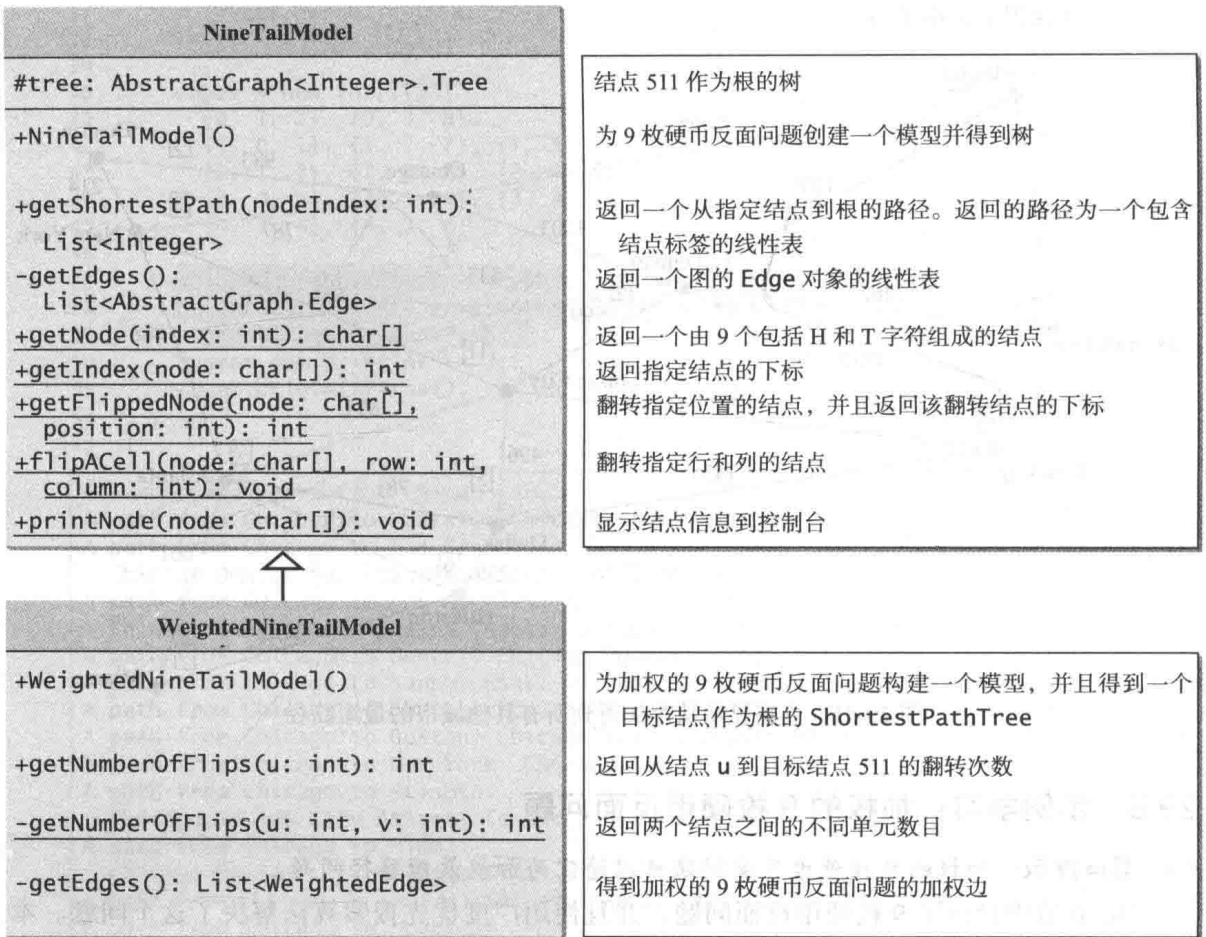 NineTailModel
#tree: AbstractGraph<Integer>.Tree
结点 511 作为根的树
+NineTailModel()
为 9 枚硬币反面问题创建一个模型并得到树
+getShortestPath(nodeIndex: int):
List<Integer>
返回一个从指定结点到根的路径。返回的路径为一个包含
结点标签的线性表
-getEdges():
List<AbstractGraph.Edge>
返回一个图的 Edge 对象的线性表
+getNode(index: int): char[]
返回一个由 9 个包括 H 和 T 字符组成的结点
+getIndex(node: char[]): int
返回指定结点的下标
+getFlippedNode(node: char[],
position: int): int
翻转指定位置的结点，并且返回该翻转结点的下标
+flipACell(node: char[], row: int,
column: int): void
翻转指定行和列的结点
+printNode(node: char[]): void
显示结点信息到控制台
WeightedNineTailModel
+WeightedNineTailModel()
为加权的 9 枚硬币反面问题构建一个模型，并且得到一个
目标结点作为根的 ShortestPathTree
+getNumberOfFlips(u: int): int
返回从结点 u 到目标结点 511 的翻转次数
-getNumberOfFlips(u: int, v: int): int
返回两个结点之间的不同单元数目
-getEdges(): List<WeightedEdge>
得到加权的 9 枚硬币反面问题的加权边